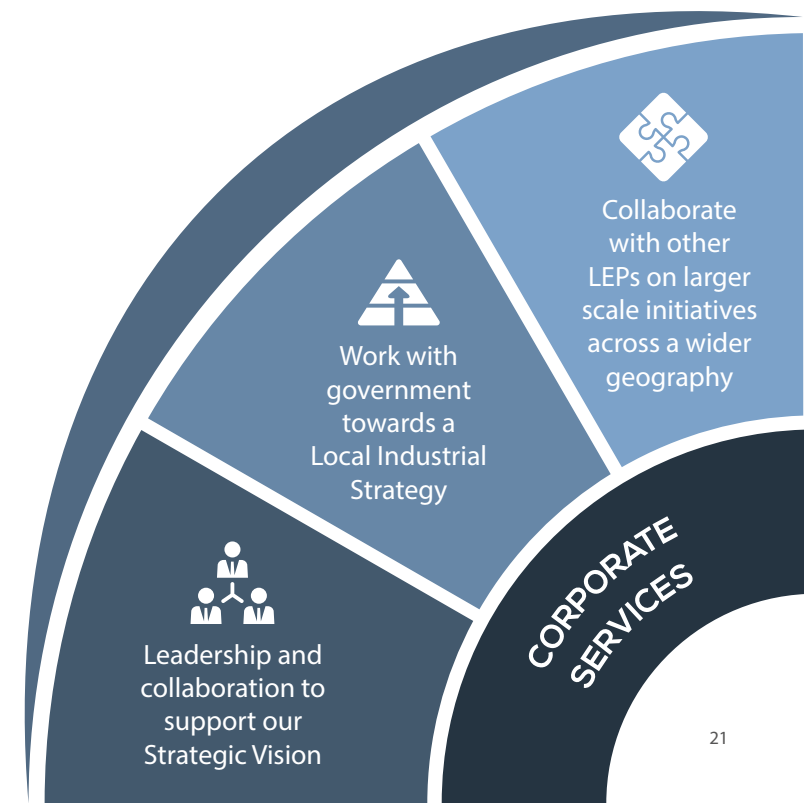 Collaborate
with other
LEPs on larger
scale initiatives
across a wider
geography
Work with
government
towards a
Local Industrial
Strategy
Leadership and
collaboration to
support our
Strategic Vision
CORPORATE
SERVICES
21